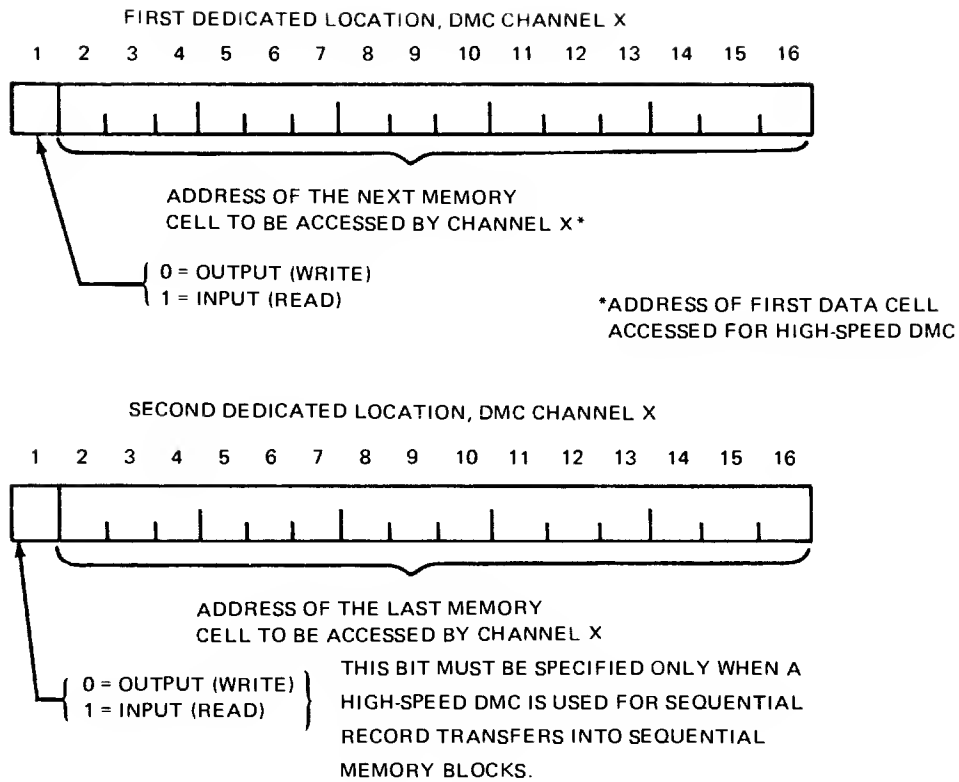 FIRST DEDICATED LOCATION, DMC CHANNEL X
1 2 3 4 5 6 7 8 9 10 11 12 13 14 15 16
ADDRESS OF THE NEXT MEMORY
CELL TO BE ACCESSED BY CHANNEL X*
0 = OUTPUT (WRITE)
1 = INPUT (READ)
*ADDRESS OF FIRST DATA CELL
ACCESSED FOR HIGH-SPEED DMC
SECOND DEDICATED LOCATION, DMC CHANNEL X
1 2 3 4 5 6 7 8 9 10 11 12 13 14 15 16
ADDRESS OF THE LAST MEMORY
CELL TO BE ACCESSED BY CHANNEL X
0 = OUTPUT (WRITE)
1 = INPUT (READ)
THIS BIT MUST BE SPECIFIED ONLY WHEN A
HIGH-SPEED DMC IS USED FOR SEQUENTIAL
RECORD TRANSFERS INTO SEQUENTIAL
MEMORY BLOCKS.